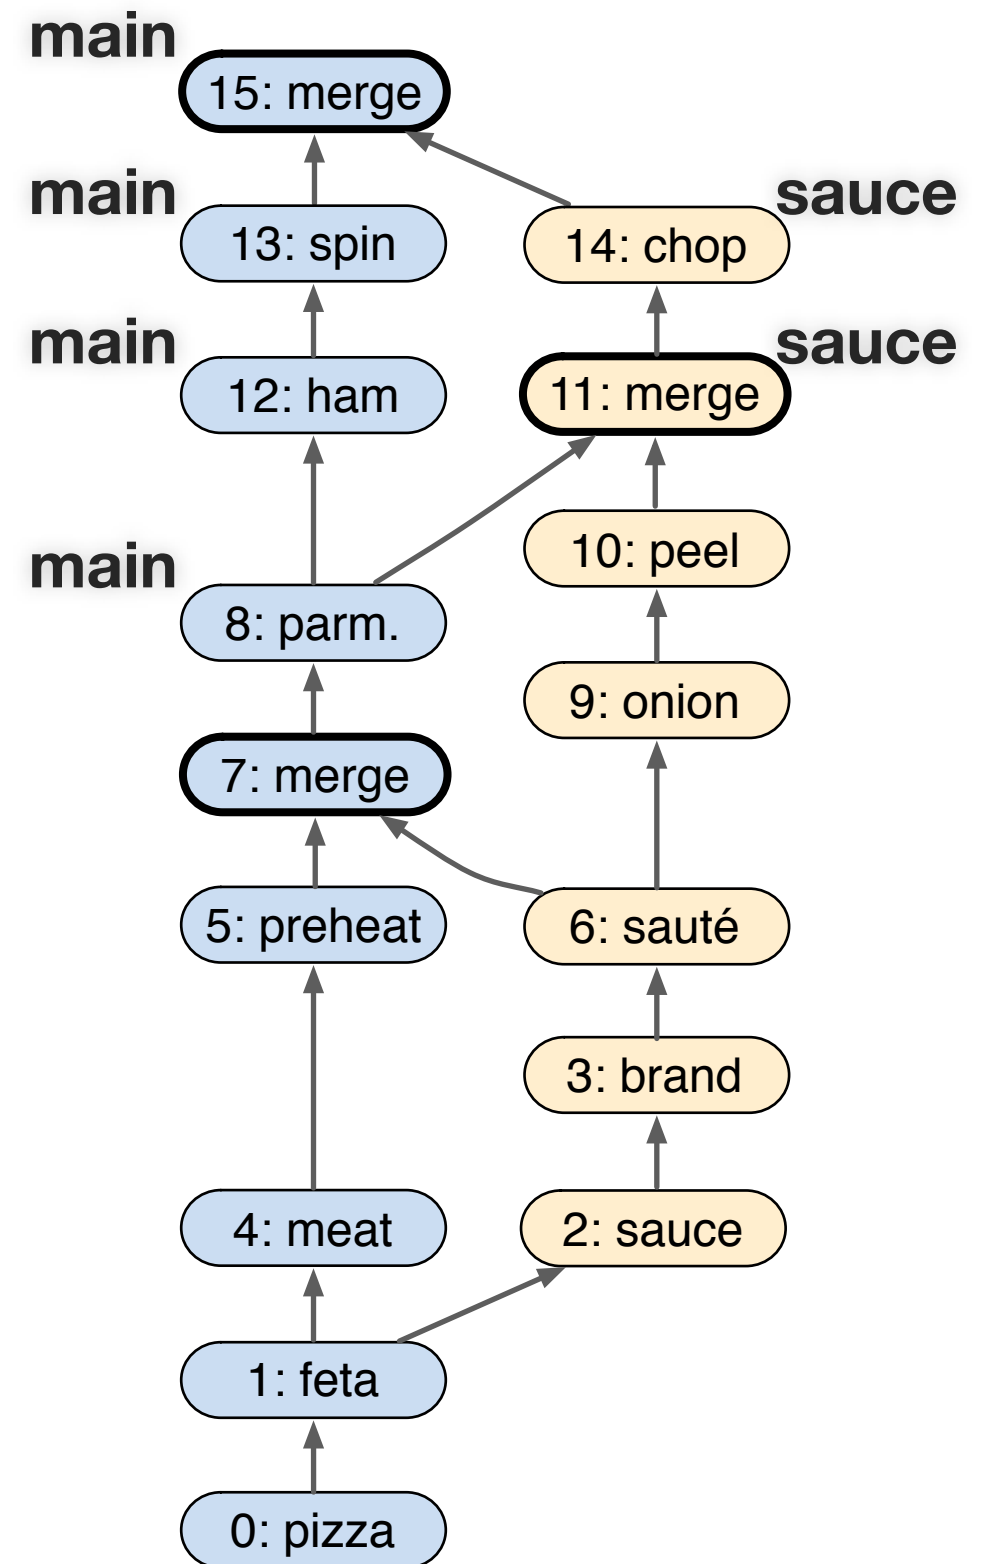 main
15: merge
main
13: spin
sauce
14: chop
main
12: ham
sauce
11: merge
10: peel
main
8: parm.
9: onion
7: merge
5: preheat
6: sauté
3: brand
4: meat
2: sauce
1: feta
0: pizza